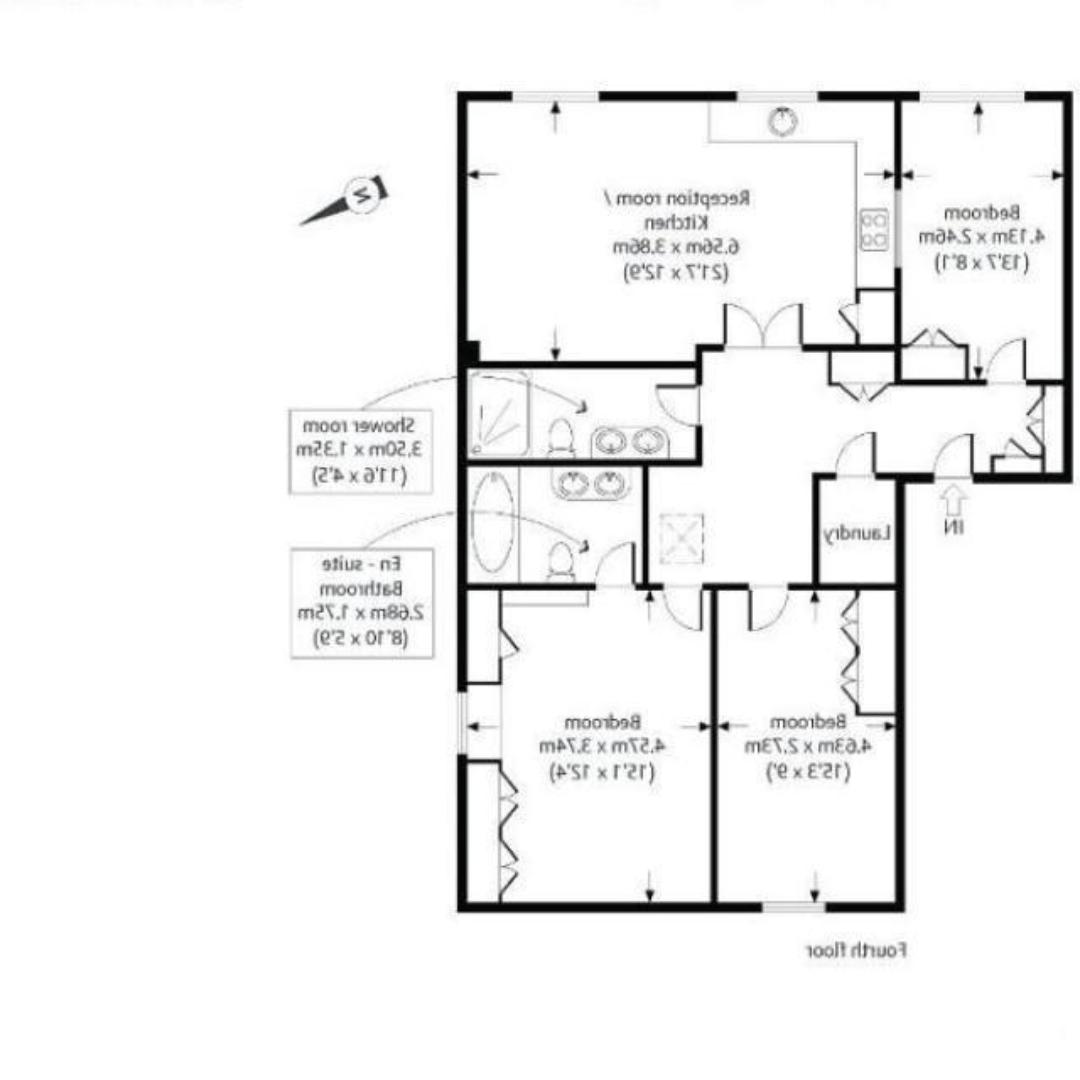 Reception room /
Kitchen
6.56m x 3.86m
(21'7 x 12'9)
Bedroom
4.13m x 2.46m
(13'7 x 8'1)
N
Shower room
3.50m x 1.35m
(11'6 x 4'5)
En - suite
Bathroom
2.68m x 1.75m
(8'10 x 5'9)
Laundry
IN
Bedroom
4.57m x 3.74m
(15'1 x 12'4)
Bedroom
4.63m x 2.73m
(15'3 x 9')
Fourth floor